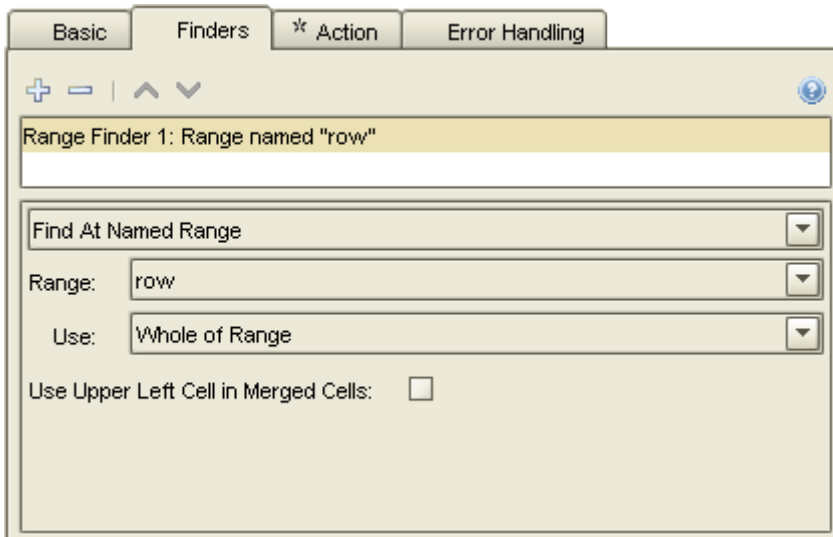 Basic Finders * Action Error Handling
Range Finder 1: Range named "row"
Find At Named Range
Range: row
Use: Whole of Range
Use Upper Left Cell in Merged Cells: